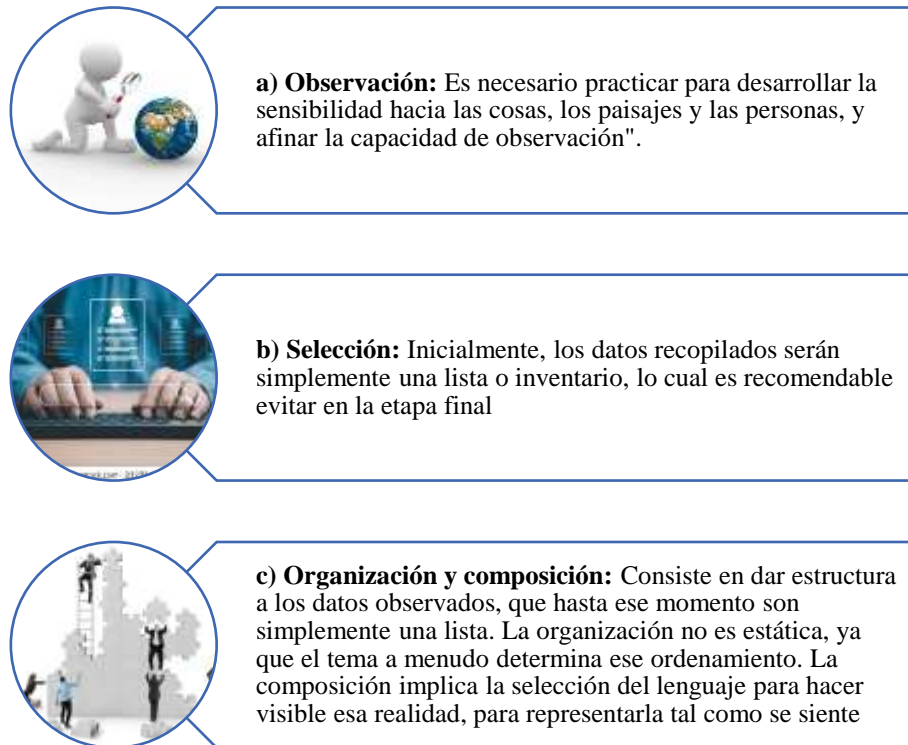 a) Observación: Es necesario practicar para desarrollar la
sensibilidad hacia las cosas, los paisajes y las personas, y
afinar la capacidad de observación".
b) Selección: Inicialmente, los datos recopilados serán
simplemente una lista o inventario, lo cual es recomendable
evitar en la etapa final
c) Organización y composición: Consiste en dar estructura
a los datos observados, que hasta ese momento son
simplemente una lista. La organización no es estática, ya
que el tema a menudo determina ese ordenamiento. La
composición implica la selección del lenguaje para hacer
visible esa realidad, para representarla tal como se siente